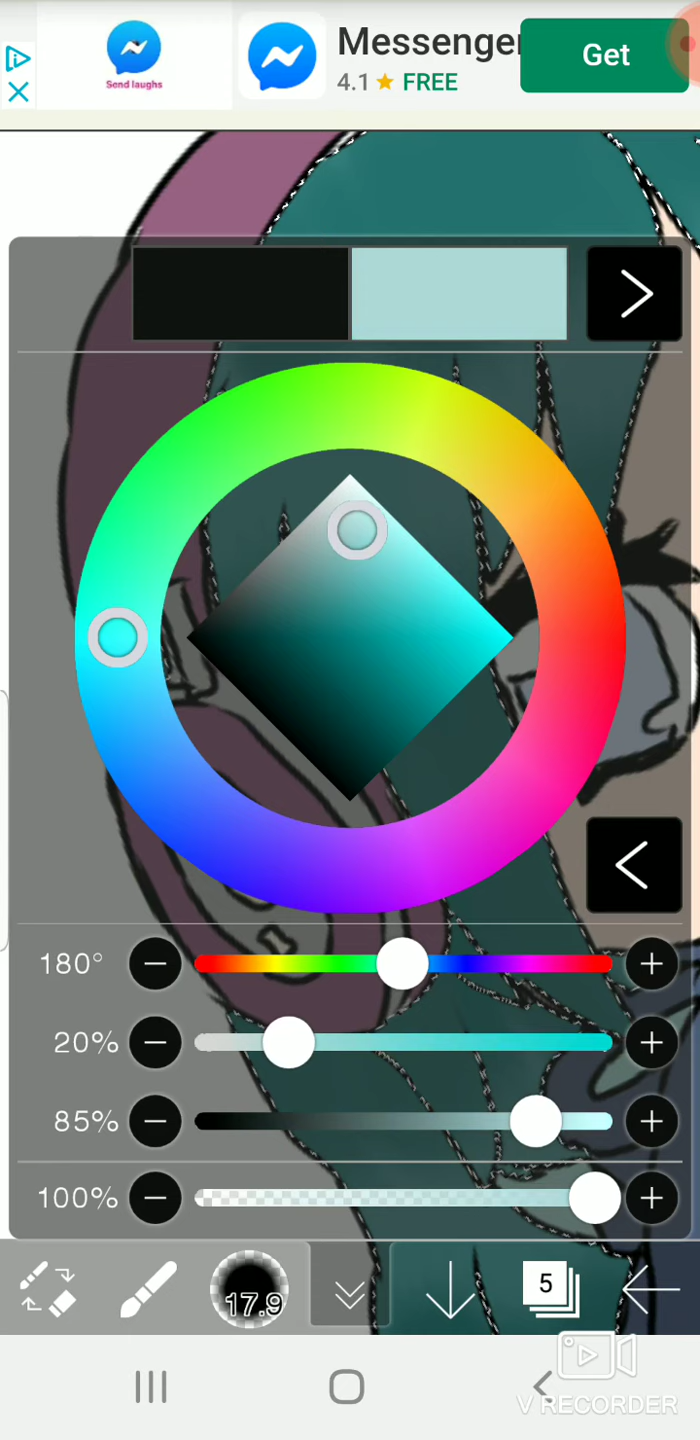 Messenger
Send laughs
4.1 ★ FREE
Get
180°
20%
85%
100%
17.9
5
V RECORDER